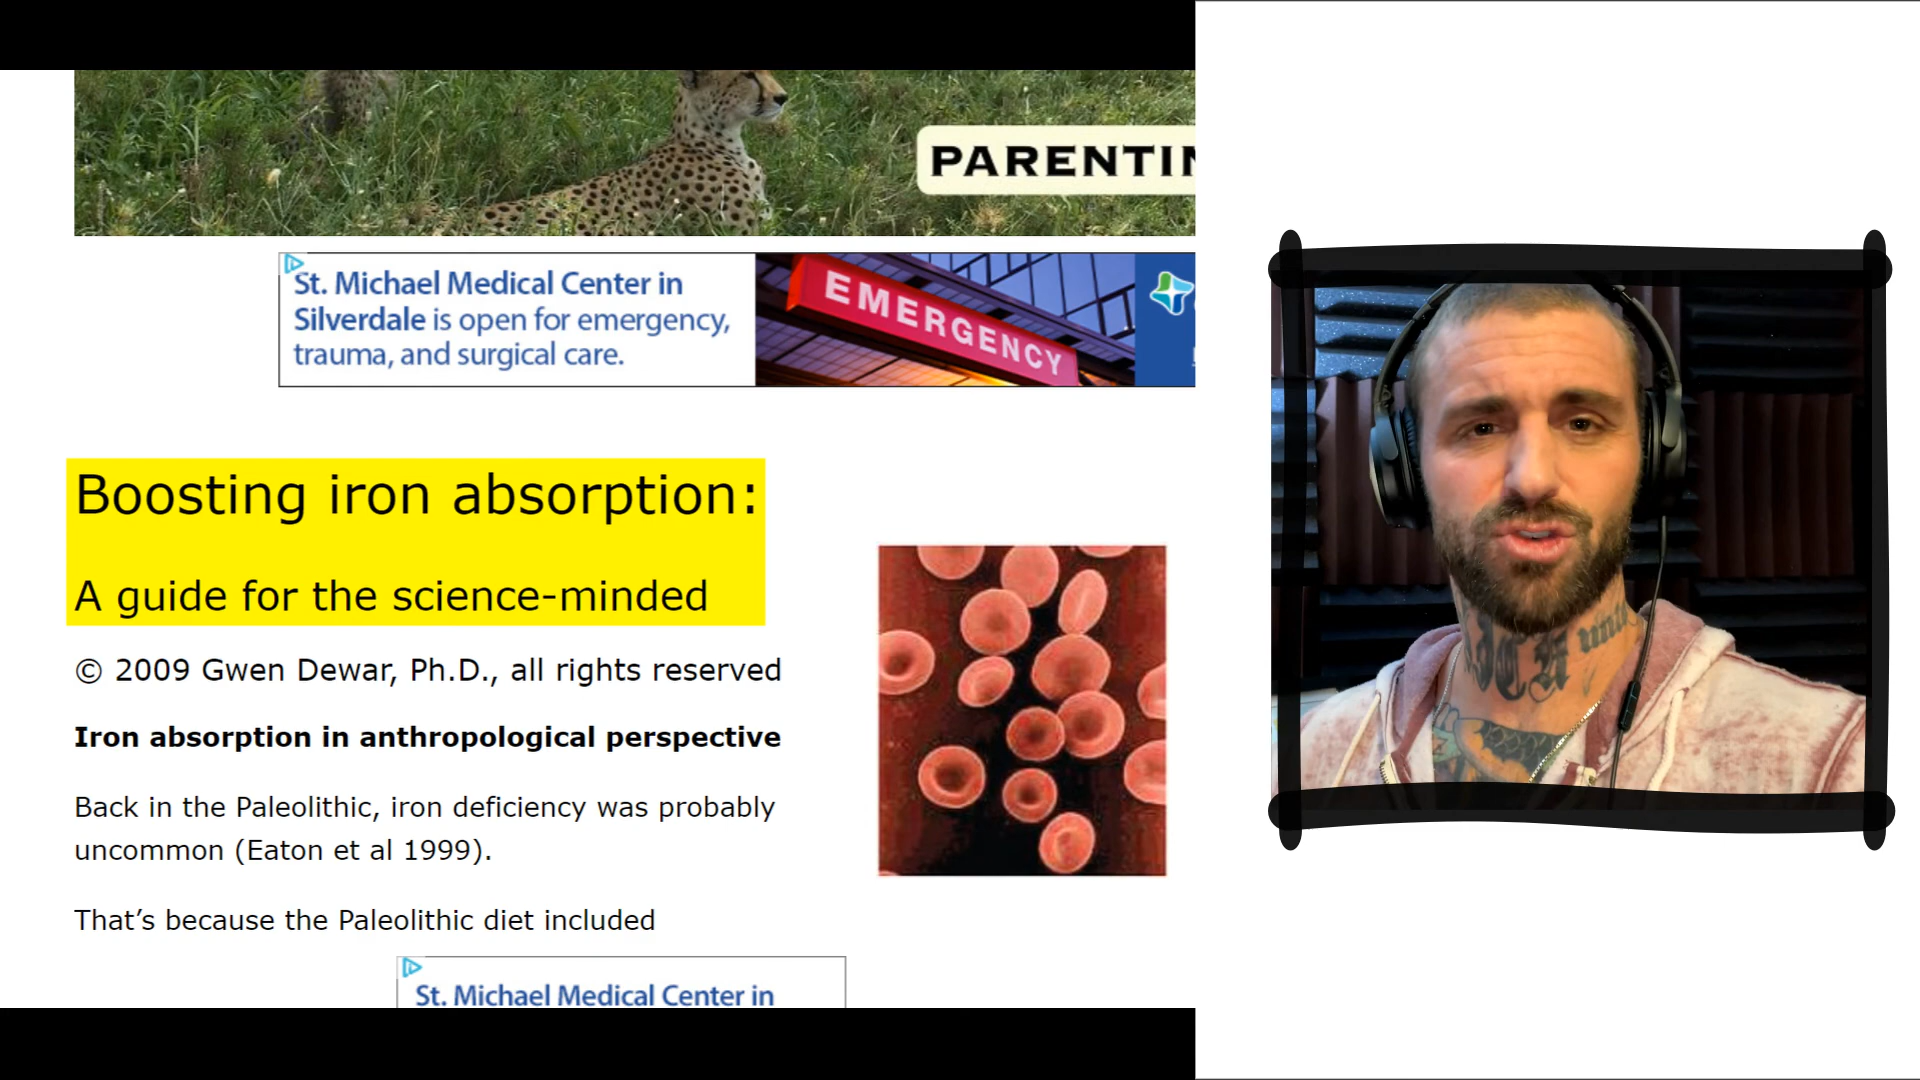 St. Michael Medical Center in
Silverdale is open for emergency,
trauma, and surgical care.
EMERGENCY
Boosting iron absorption:
A guide for the science-minded
© 2009 Gwen Dewar, Ph.D., all rights reserved
Iron absorption in anthropological perspective
Back in the Paleolithic, iron deficiency was probably
uncommon (Eaton et al 1999).
That’s because the Paleolithic diet included
St. Michael Medical Center in